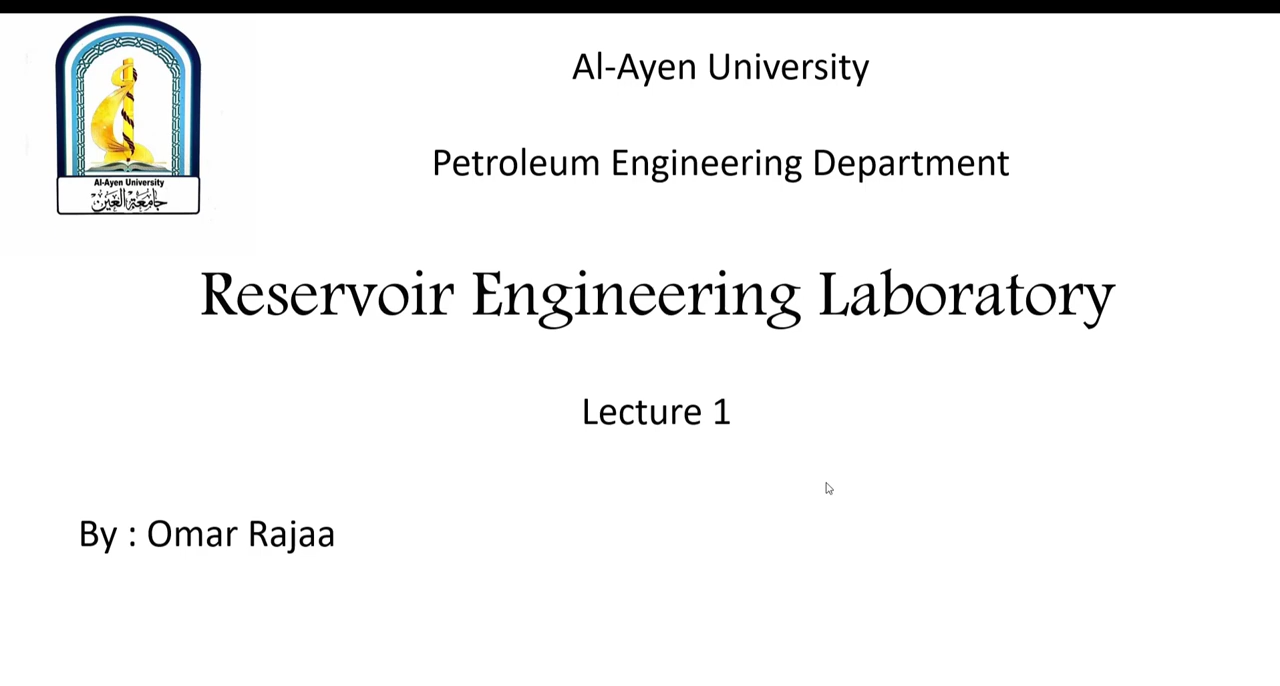 Al-Ayen University
Petroleum Engineering Department
Al-Ayen University
جامعة العين
Reservoir Engineering Laboratory
Lecture 1
By : Omar Rajaa